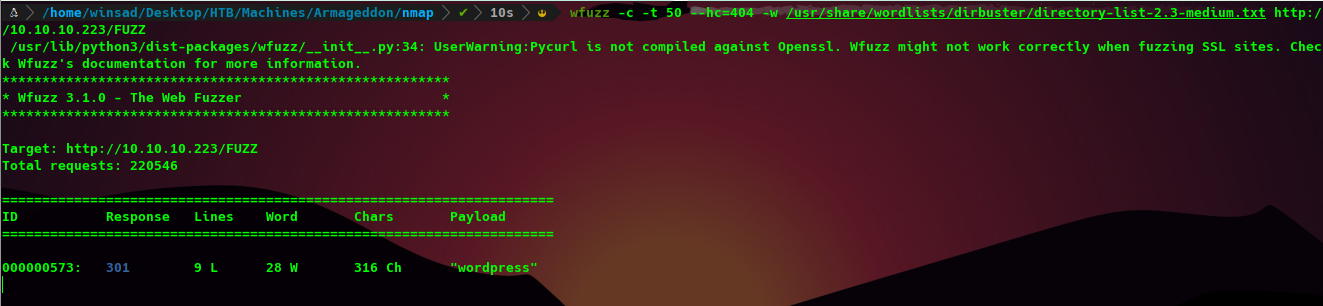 /home/winsad/Desktop/HTB/Machines/Armageddon/nmap ✔ 10s wfuzz -c -t 50 --hc=404 -w /usr/share/wordlists/dirbuster/directory-list-2.3-medium.txt http:/
/10.10.10.223/FUZZ
/usr/lib/python3/dist-packages/wfuzz/__init__.py:34: UserWarning:Pycurl is not compiled against Openssl. Wfuzz might not work correctly when fuzzing SSL sites. Chec
k Wfuzz's documentation for more information.
********************************************************
* Wfuzz 3.1.0 - The Web Fuzzer *
********************************************************
Target: http://10.10.10.223/FUZZ
Total requests: 220546
=====================================================================
ID Response Lines Word Chars Payload
=====================================================================
000000573: 301 9 L 28 W 316 Ch "wordpress"